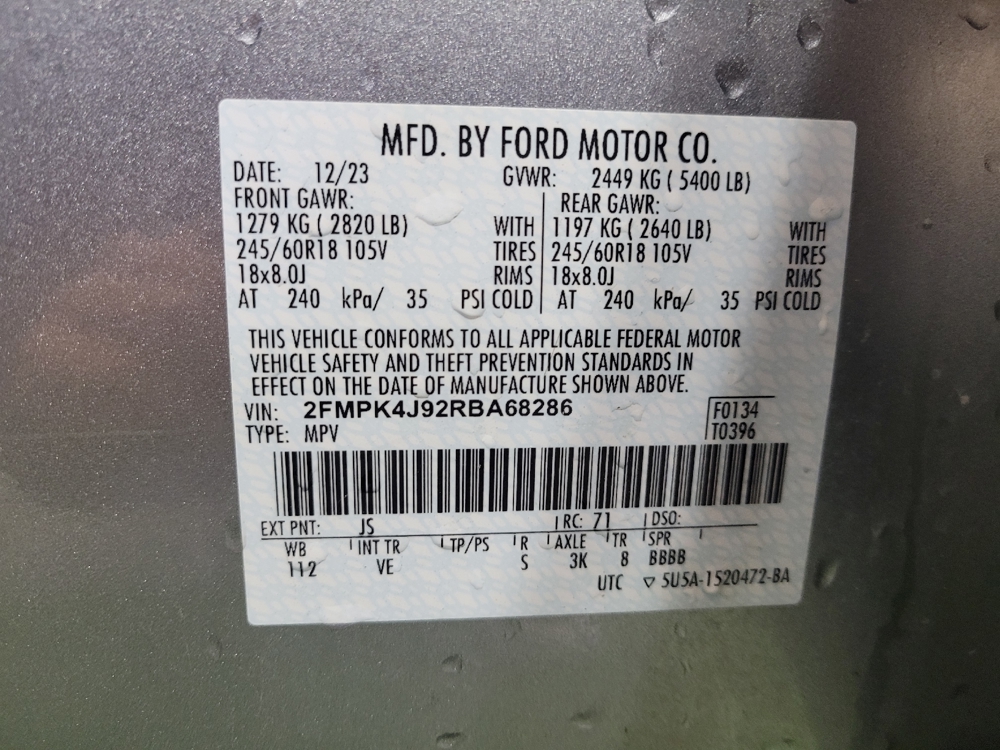 MFD. BY FORD MOTOR CO.
DATE: 12/23 GVWR: 2449 KG ( 5400 LB)
FRONT GAWR: REAR GAWR:
1279 KG ( 2820 LB) WITH 1197 KG ( 2640 LB) WITH
245/60R18 105V TIRES 245/60R18 105V TIRES
18x8.0J RIMS 18x8.0J RIMS
AT 240 kPa/ 35 PSI COLD AT 240 kPa/ 35 PSI COLD
THIS VEHICLE CONFORMS TO ALL APPLICABLE FEDERAL MOTOR
VEHICLE SAFETY AND THEFT PREVENTION STANDARDS IN
EFFECT ON THE DATE OF MANUFACTURE SHOWN ABOVE.
VIN: 2FMPK4J92RBA68286 F0134
TYPE: MPV T0396
EXT PNT: JS RC: 71 DSO:
WB INT TR TP/PS R AXLE TR SPR
112 VE S 3K 8 BBBB
UTC ▽ 5U5A-1520472-BA